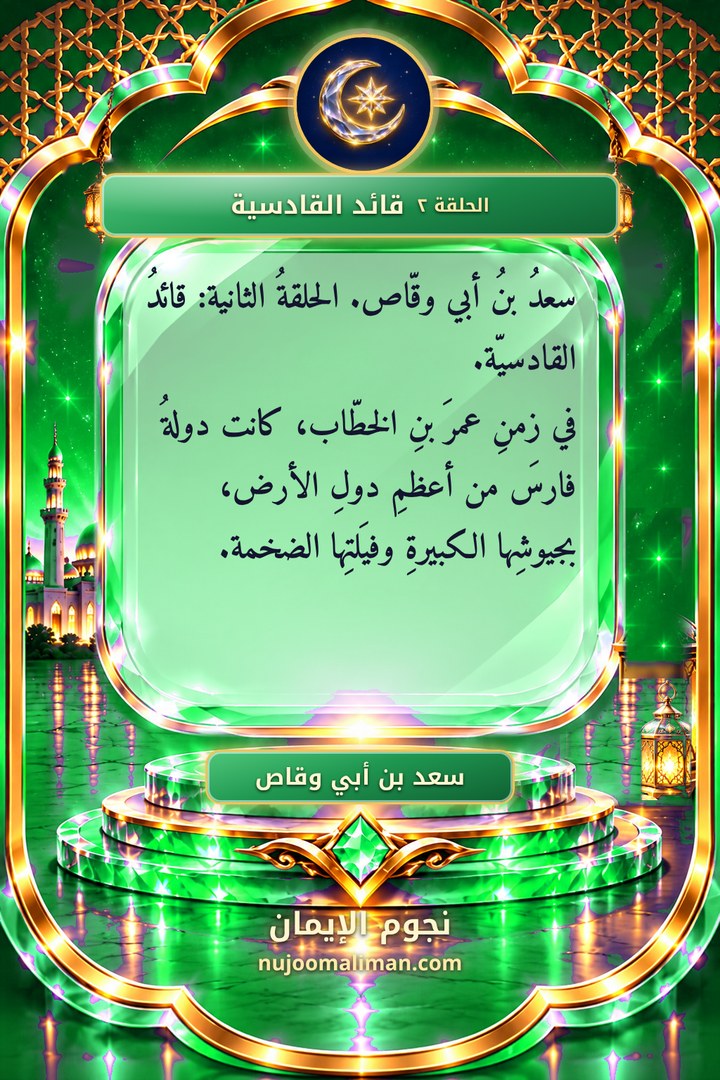 الحلقة ٢ قائد القادسية
سعدُ بنُ أبي وقّاص. الحلقةُ الثانية: قائدُ
القادسيّة.
في زمنِ عمرَ بنِ الخطّاب، كانت دولةُ
فارسَ من أعظمِ دولِ الأرض،
بجيوشِها الكبيرةِ وفيَلتِها الضخمة.
سعد بن أبي وقاص
نجوم الإيمان
nujoomaliman.com